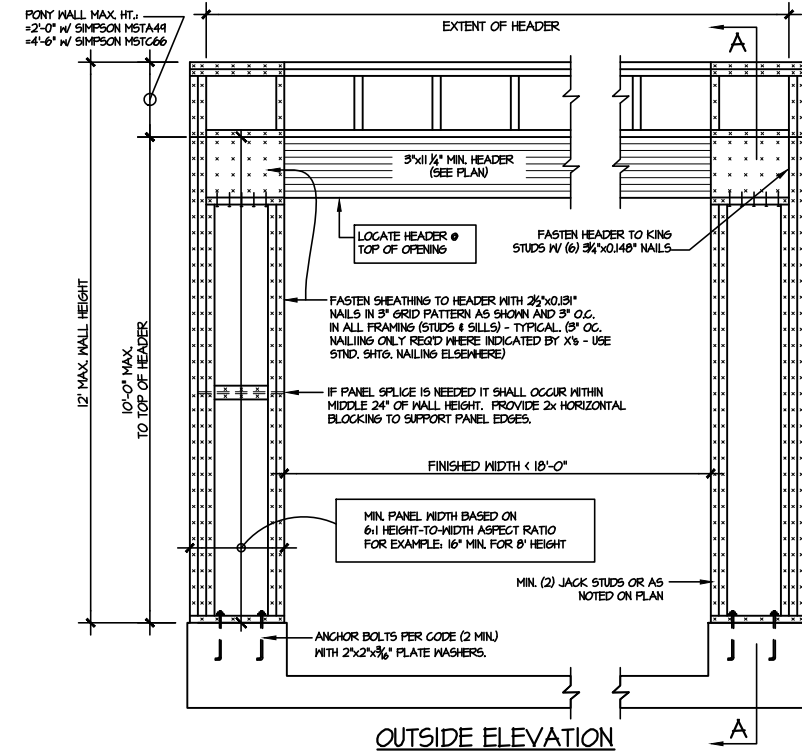 PONY WALL MAX. HT.:
=2'-0" W/ SIMPSON MSTA49
=4'-6" W/ SIMPSON MSTC66
EXTENT OF HEADER
A
3"x11 1/4" MIN. HEADER
(SEE PLAN)
LOCATE HEADER @
TOP OF OPENING
FASTEN HEADER TO KING
STUDS W/ (6) 3 1/4"x0.148" NAILS
FASTEN SHEATHING TO HEADER WITH 2 1/2"x0.131"
NAILS IN 3" GRID PATTERN AS SHOWN AND 3" O.C.
IN ALL FRAMING (STUDS & SILLS) - TYPICAL. (3" OC.
NAILIING ONLY REQ'D WHERE INDICATED BY X'S - USE
STND. SHTG. NAILING ELSEWHERE)
12' MAX. WALL HEIGHT
10'-0" MAX.
TO TOP OF HEADER
IF PANEL SPLICE IS NEEDED IT SHALL OCCUR WITHIN
MIDDLE 24" OF WALL HEIGHT. PROVIDE 2x HORIZONTAL
BLOCKING TO SUPPORT PANEL EDGES.
FINISHED WIDTH < 18'-0"
MIN. PANEL WIDTH BASED ON
6:1 HEIGHT-TO-WIDTH ASPECT RATIO
FOR EXAMPLE: 16" MIN. FOR 8' HEIGHT
MIN. (2) JACK STUDS OR AS
NOTED ON PLAN
ANCHOR BOLTS PER CODE (2 MIN.)
WITH 2"x2"x3/16" PLATE WASHERS.
OUTSIDE ELEVATION
A